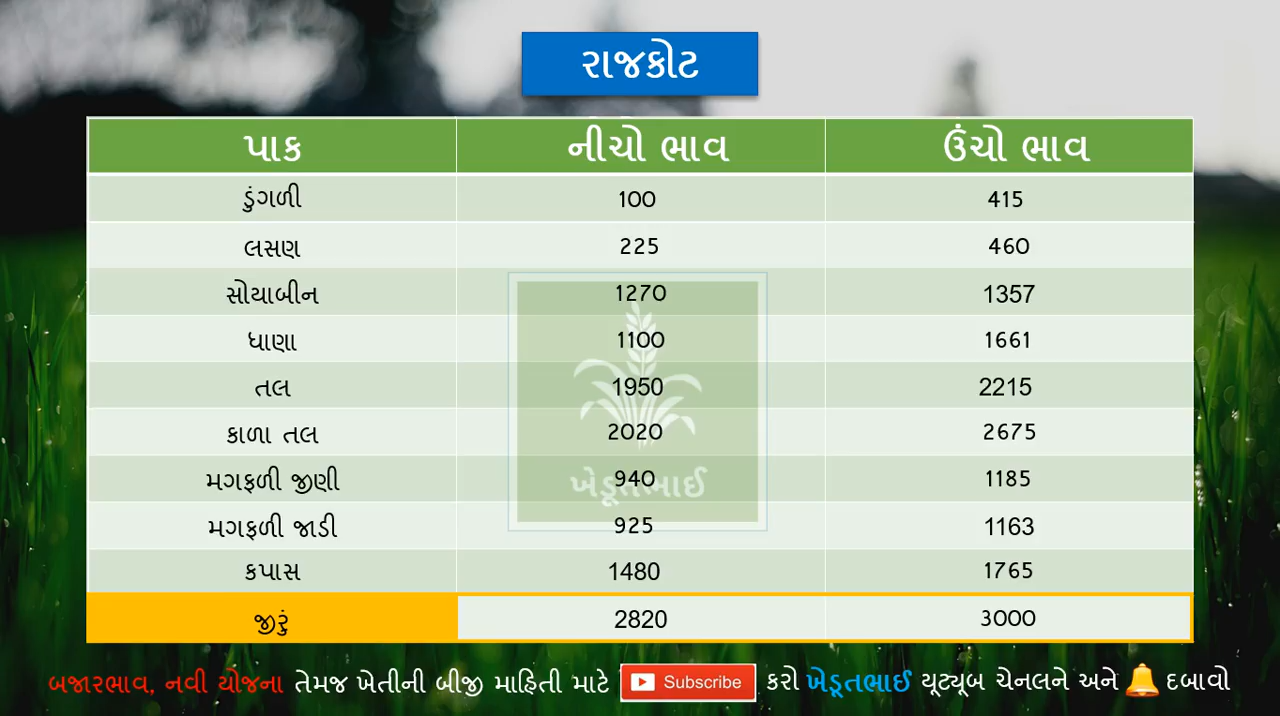 રાજકોટ
પાક નીચો ભાવ ઉંચો ભાવ
ડુંગળી 100 415
લસણ 225 460
સોયાબીન 1270 1357
ધાણા 1100 1661
તલ 1950 2215
કાળા તલ 2020 2675
મગફળી જીણી 940 1185
ખેડૂતભાઈ
મગફળી જાડી 925 1163
કપાસ 1480 1765
જીરું 2820 3000
બજારભાવ, નવી યોજના તેમજ ખેતીની બીજી માહિતી માટે Subscribe કરો ખેડૂતભાઈ યૂટ્યૂબ ચેનલને અને દબાવો